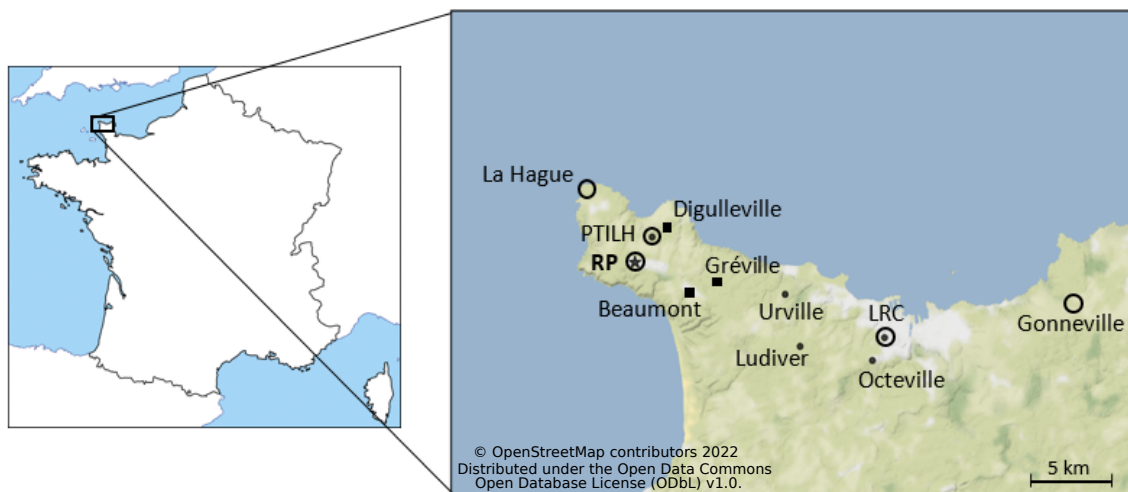 La Hague
Digulleville
PTILH
RP
Gréville
Beaumont
Urville
LRC
Gonneville
Ludiver
Octeville
© OpenStreetMap contributors 2022
Distributed under the Open Data Commons
Open Database License (ODbL) v1.0.
5 km